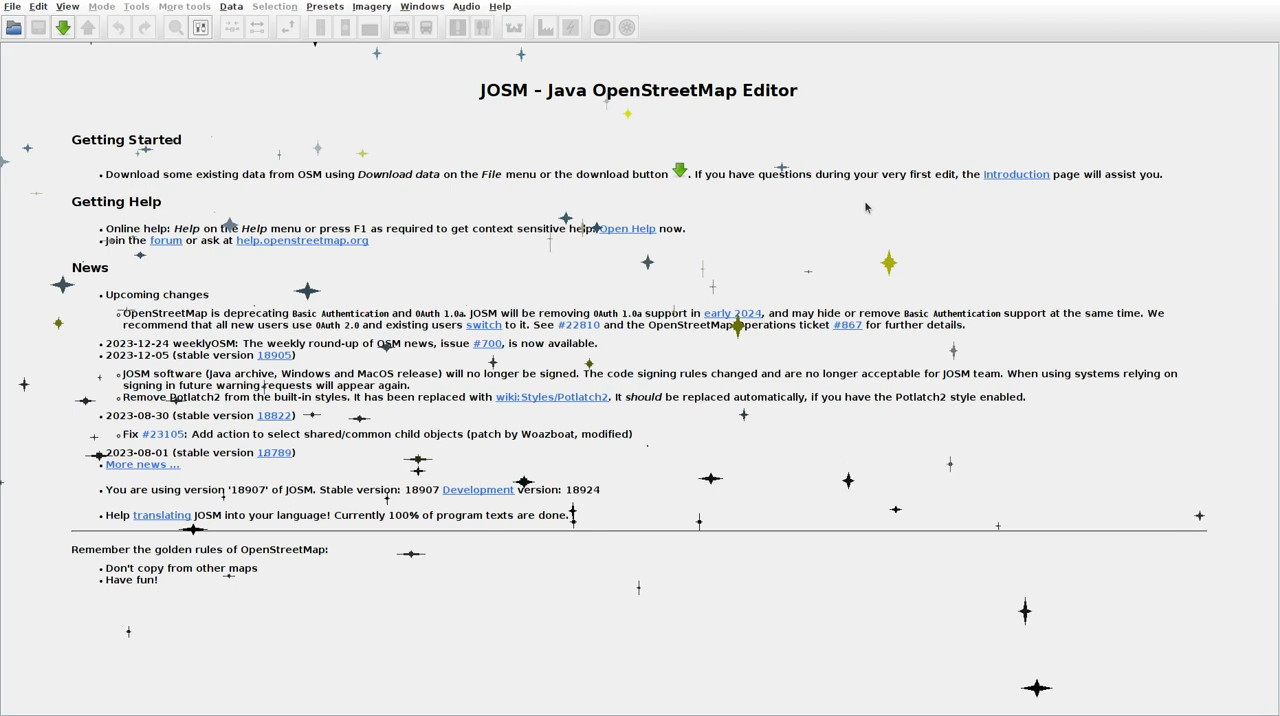 File Edit View Mode Tools More tools Data Selection Presets Imagery Windows Audio Help
JOSM – Java OpenStreetMap Editor
Getting Started
Download some existing data from OSM using Download data on the File menu or the download button . If you have questions during your very first edit, the Introduction page will assist you.
Getting Help
Online help: Help on the Help menu or press F1 as required to get context sensitive help. Open Help now.
Join the forum or ask at help.openstreetmap.org
News
Upcoming changes
OpenStreetMap is deprecating Basic Authentication and OAuth 1.0a. JOSM will be removing OAuth 1.0a support in early 2024, and may hide or remove Basic Authentication support at the same time. We
recommend that all new users use OAuth 2.0 and existing users switch to it. See #22810 and the OpenStreetMap operations ticket #867 for further details.
2023-12-24 weeklyOSM: The weekly round-up of OSM news, issue #700, is now available.
2023-12-05 (stable version 18905)
JOSM software (Java archive, Windows and MacOS release) will no longer be signed. The code signing rules changed and are no longer acceptable for JOSM team. When using systems relying on
signing in future warning requests will appear again.
Remove Potlatch2 from the built-in styles. It has been replaced with wiki:Styles/Potlatch2. It should be replaced automatically, if you have the Potlatch2 style enabled.
2023-08-30 (stable version 18822)
Fix #23105: Add action to select shared/common child objects (patch by Woazboat, modified)
2023-08-01 (stable version 18789)
More news ...
You are using version '18907' of JOSM. Stable version: 18907 Development version: 18924
Help translating JOSM into your language! Currently 100% of program texts are done.
Remember the golden rules of OpenStreetMap:
Don't copy from other maps
Have fun!